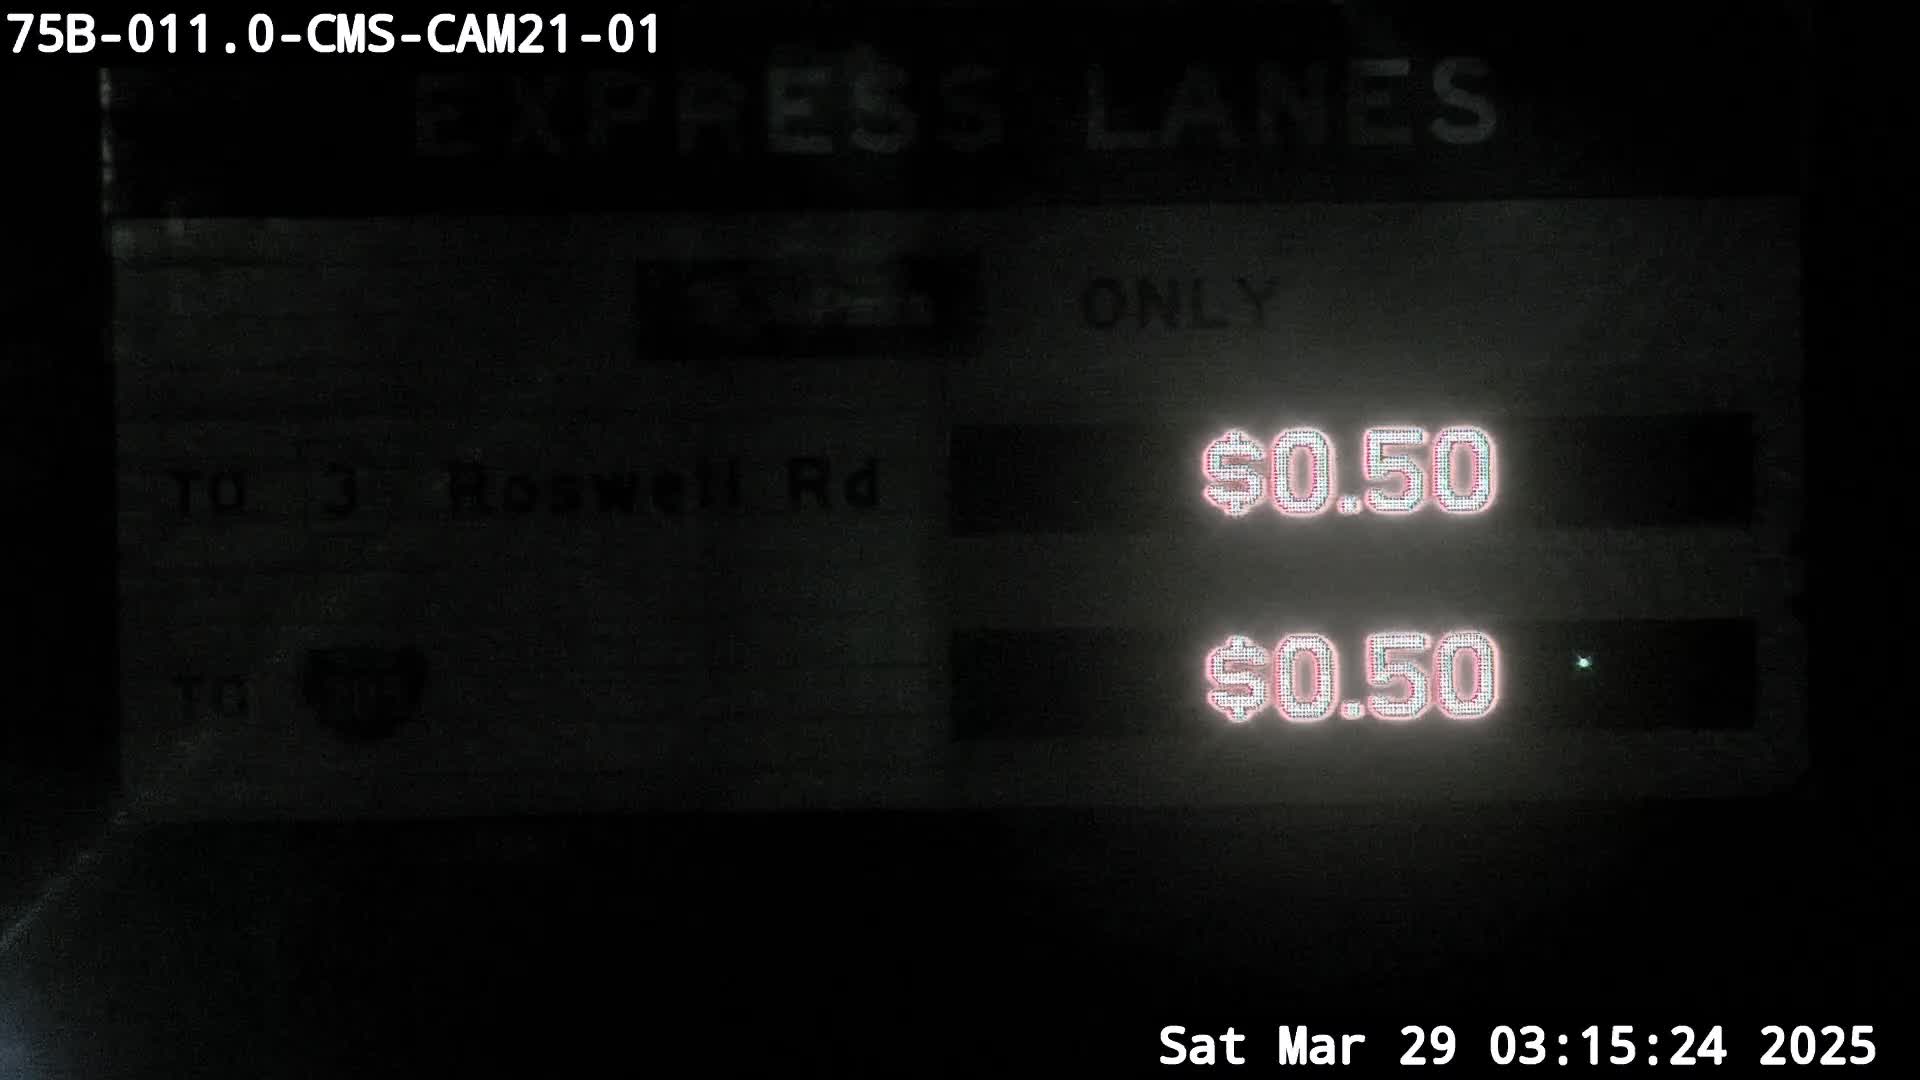 75B-011.0-CMS-CAM21-01
EXPRESS LANES
ONLY
TO 3 Roswell Rd $0.50
TO $0.50
Sat Mar 29 03:15:24 2025